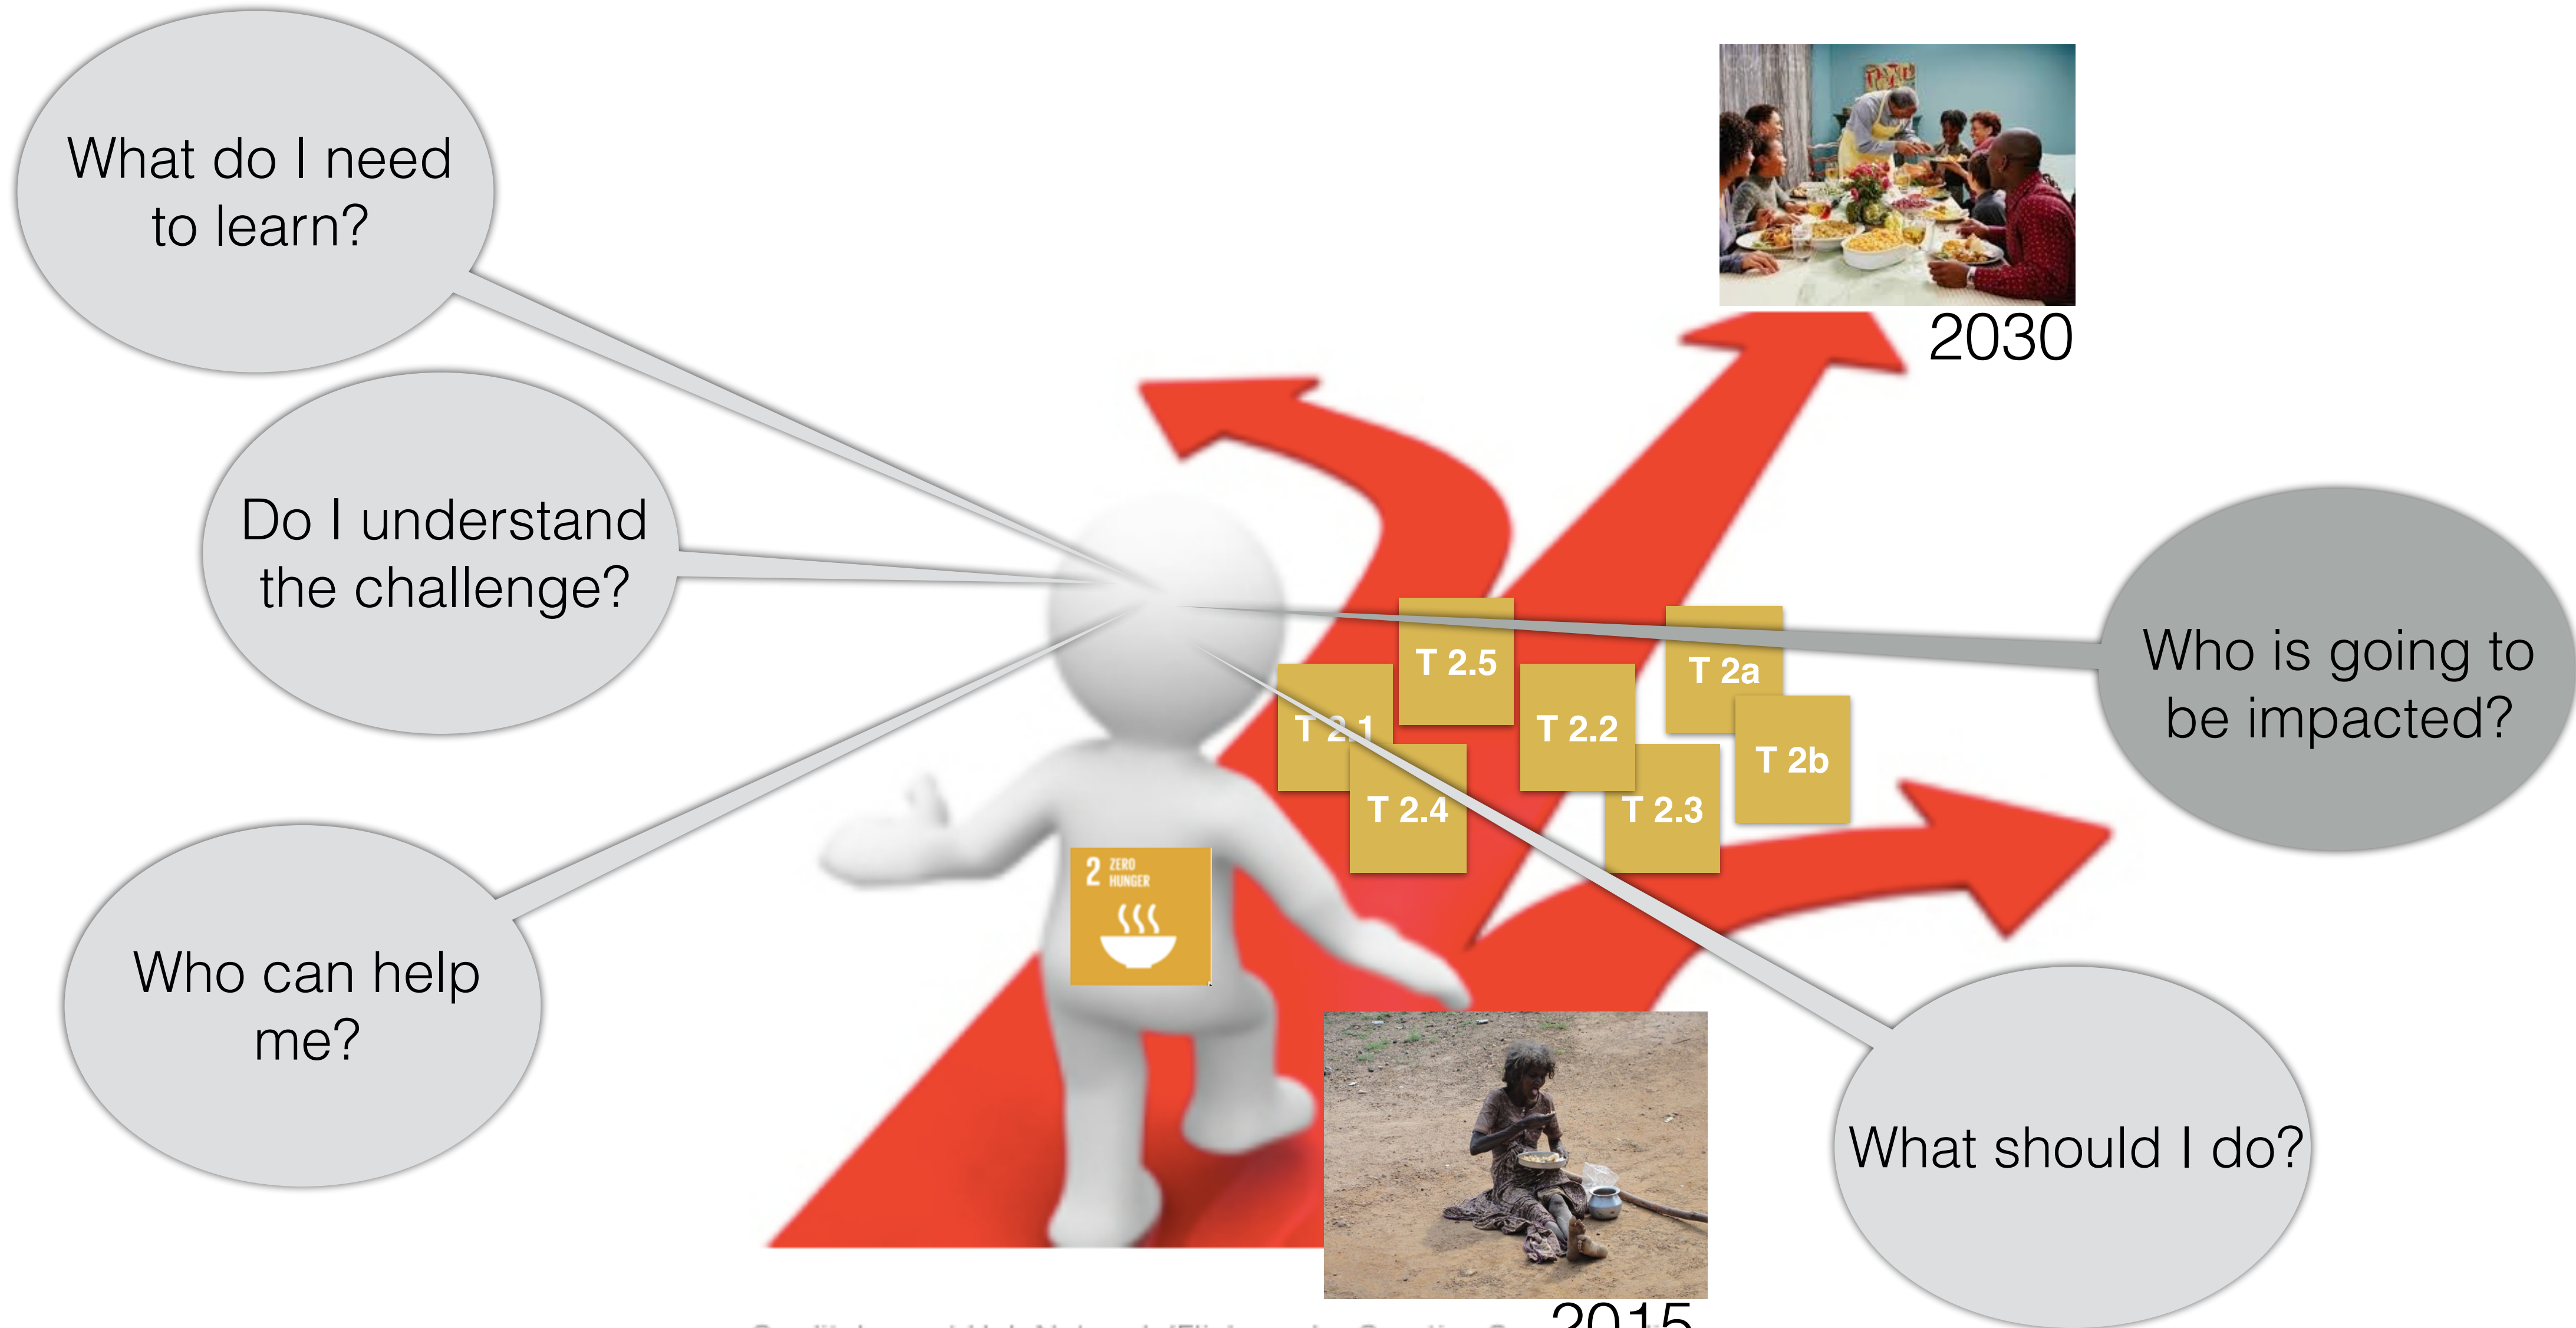 What do I need
to learn?
2030
Do I understand
the challenge?
T 2.5
T 2a
Who is going to
be impacted?
T 2.1
T 2.2
T 2b
T 2.4
T 2.3
2 ZERO
HUNGER
Who can help
me?
What should I do?
2015